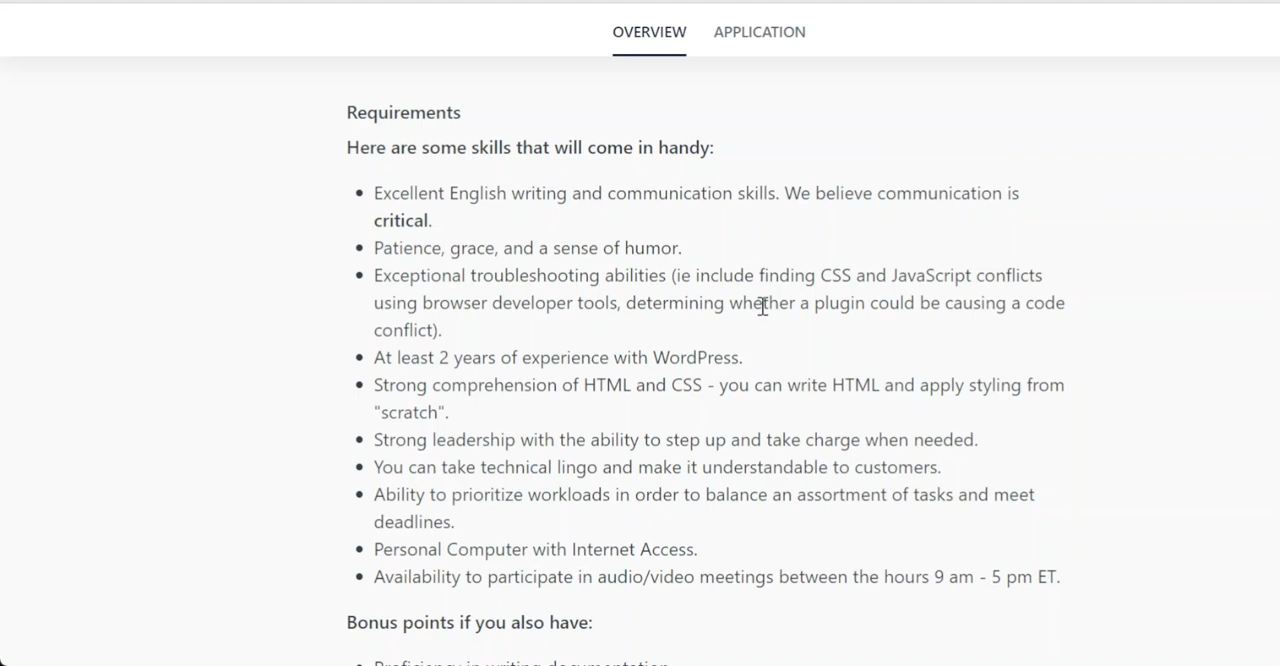 OVERVIEW APPLICATION
Requirements
Here are some skills that will come in handy:
Excellent English writing and communication skills. We believe communication is
critical.
Patience, grace, and a sense of humor.
Exceptional troubleshooting abilities (ie include finding CSS and JavaScript conflicts
using browser developer tools, determining whether a plugin could be causing a code
conflict).
At least 2 years of experience with WordPress.
Strong comprehension of HTML and CSS - you can write HTML and apply styling from
"scratch".
Strong leadership with the ability to step up and take charge when needed.
You can take technical lingo and make it understandable to customers.
Ability to prioritize workloads in order to balance an assortment of tasks and meet
deadlines.
Personal Computer with Internet Access.
Availability to participate in audio/video meetings between the hours 9 am - 5 pm ET.
Bonus points if you also have:
Proficiency in writing documentation